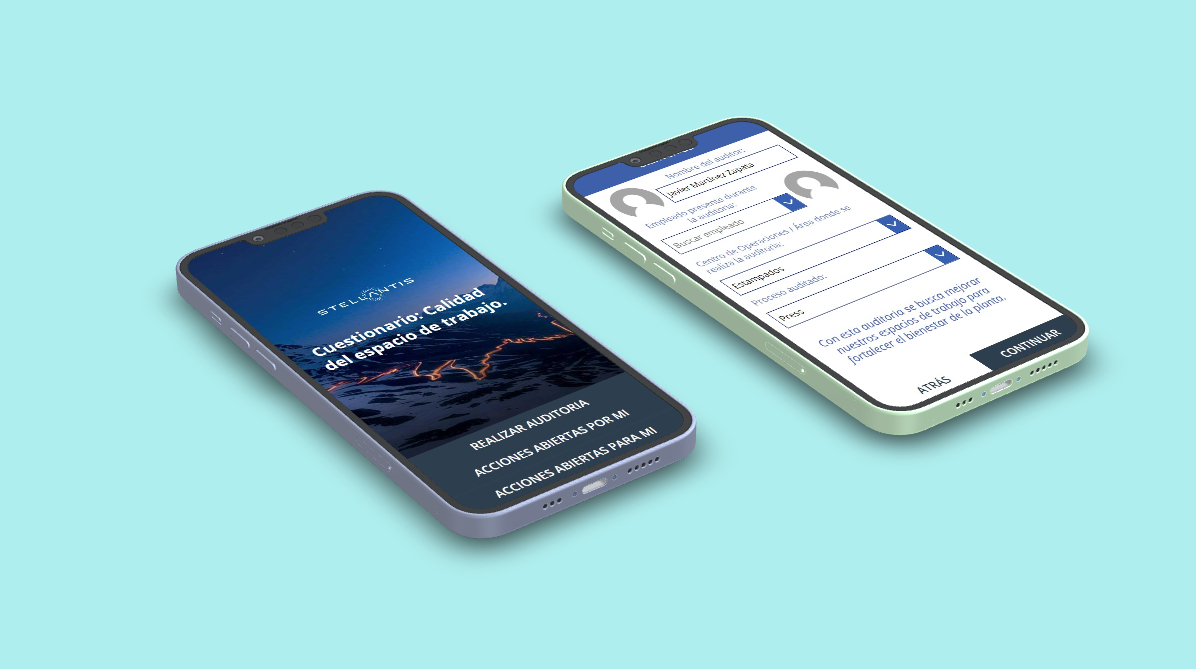 STELLANTIS
Cuestionario: Calidad
del espacio de trabajo.
REALIZAR AUDITORIA
ACCIONES ABIERTAS POR MI
ACCIONES ABIERTAS PARA MI
Nombre del auditor:
Javier Martínez Zapata
Empleado presente durante
la auditoria:
Buscar empleado
Centro de Operaciones / Área donde se
realiza la auditoria:
Estampados
Proceso auditado:
Press
Con esta auditoria se busca mejorar
nuestros espacios de trabajo para
fortalecer el bienestar de la planta.
ATRÁS
CONTINUAR